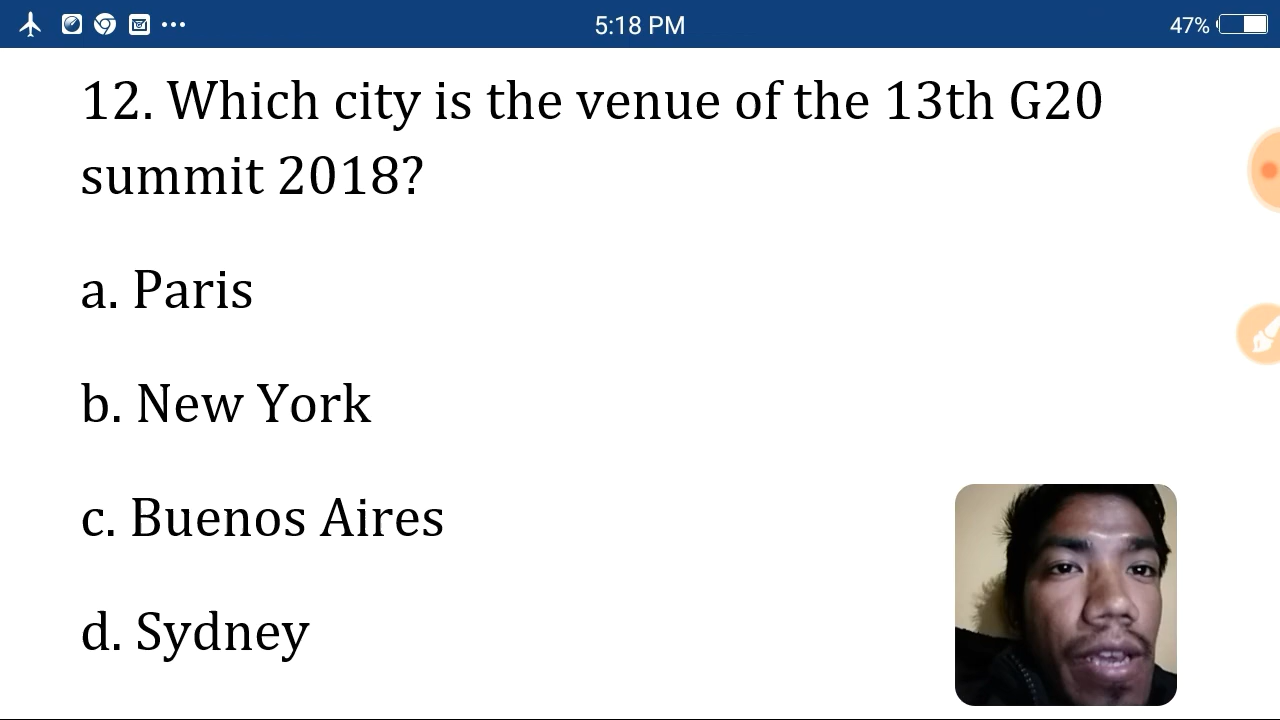 5:18 PM
47%
12. Which city is the venue of the 13th G20
summit 2018?
a. Paris
b. New York
c. Buenos Aires
d. Sydney